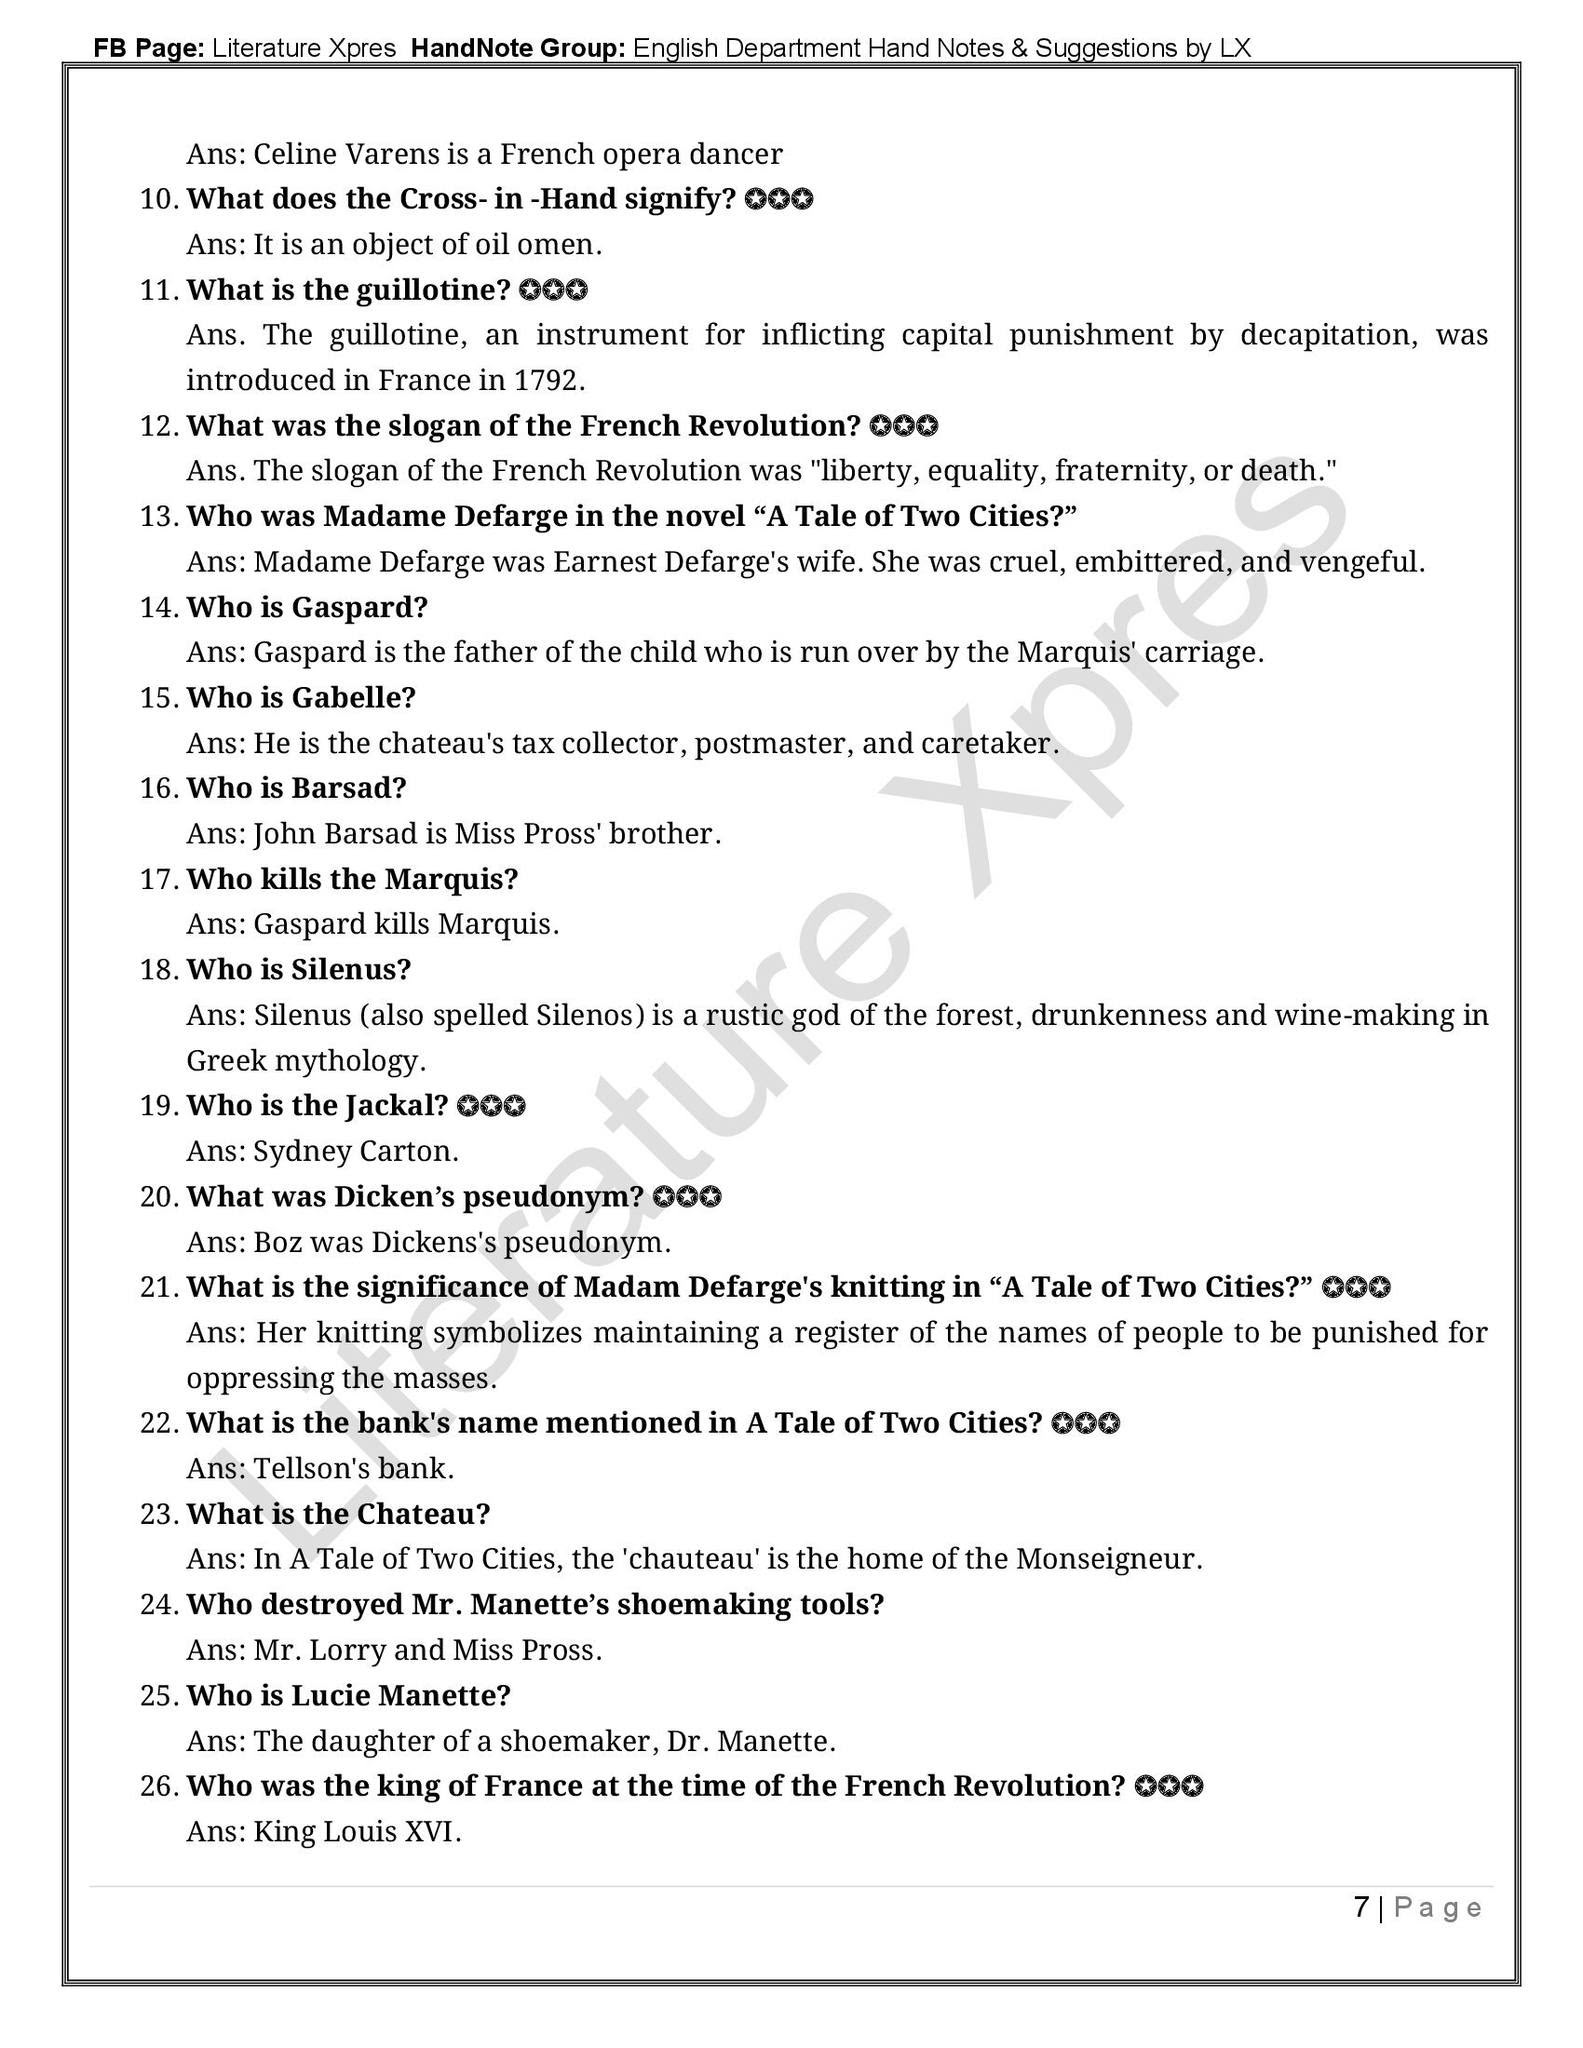 FB Page: Literature Xpres HandNote Group: English Department Hand Notes & Suggestions by LX
Ans: Celine Varens is a French opera dancer
10. What does the Cross- in -Hand signify? ✪✪✪
Ans: It is an object of oil omen.
11. What is the guillotine? ✪✪✪
Ans. The guillotine, an instrument for inflicting capital punishment by decapitation, was
introduced in France in 1792.
12. What was the slogan of the French Revolution? ✪✪✪
Ans. The slogan of the French Revolution was "liberty, equality, fraternity, or death."
13. Who was Madame Defarge in the novel “A Tale of Two Cities?”
Ans: Madame Defarge was Earnest Defarge's wife. She was cruel, embittered, and vengeful.
14. Who is Gaspard?
Ans: Gaspard is the father of the child who is run over by the Marquis' carriage.
15. Who is Gabelle?
Ans: He is the chateau's tax collector, postmaster, and caretaker.
16. Who is Barsad?
Ans: John Barsad is Miss Pross' brother.
17. Who kills the Marquis?
Ans: Gaspard kills Marquis.
18. Who is Silenus?
Ans: Silenus (also spelled Silenos) is a rustic god of the forest, drunkenness and wine-making in
Greek mythology.
19. Who is the Jackal? ✪✪✪
Ans: Sydney Carton.
20. What was Dicken’s pseudonym? ✪✪✪
Ans: Boz was Dickens's pseudonym.
21. What is the significance of Madam Defarge's knitting in “A Tale of Two Cities?” ✪✪✪
Ans: Her knitting symbolizes maintaining a register of the names of people to be punished for
oppressing the masses.
22. What is the bank's name mentioned in A Tale of Two Cities? ✪✪✪
Ans: Tellson's bank.
23. What is the Chateau?
Ans: In A Tale of Two Cities, the 'chauteau' is the home of the Monseigneur.
24. Who destroyed Mr. Manette’s shoemaking tools?
Ans: Mr. Lorry and Miss Pross.
25. Who is Lucie Manette?
Ans: The daughter of a shoemaker, Dr. Manette.
26. Who was the king of France at the time of the French Revolution? ✪✪✪
Ans: King Louis XVI.
7 | Page
Literature Xpres